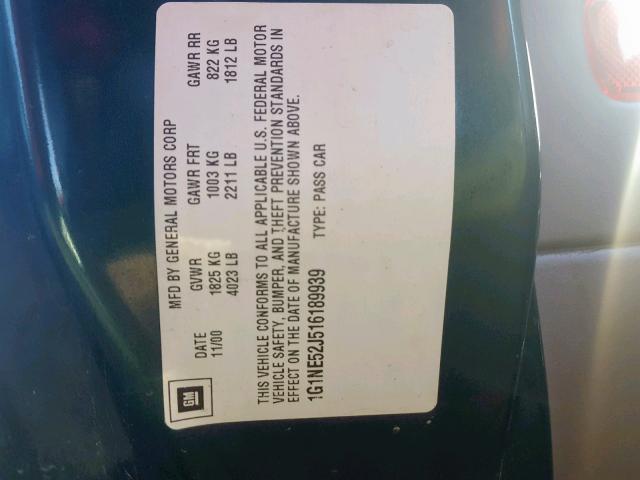 GM
MFD BY GENERAL MOTORS CORP
DATE GVWR GAWR FRT GAWR RR
11/00 1825 KG 1003 KG 822 KG
4023 LB 2211 LB 1812 LB
THIS VEHICLE CONFORMS TO ALL APPLICABLE U.S. FEDERAL MOTOR
VEHICLE SAFETY, BUMPER, AND THEFT PREVENTION STANDARDS IN
EFFECT ON THE DATE OF MANUFACTURE SHOWN ABOVE.
1G1NE52J516189939 TYPE: PASS CAR